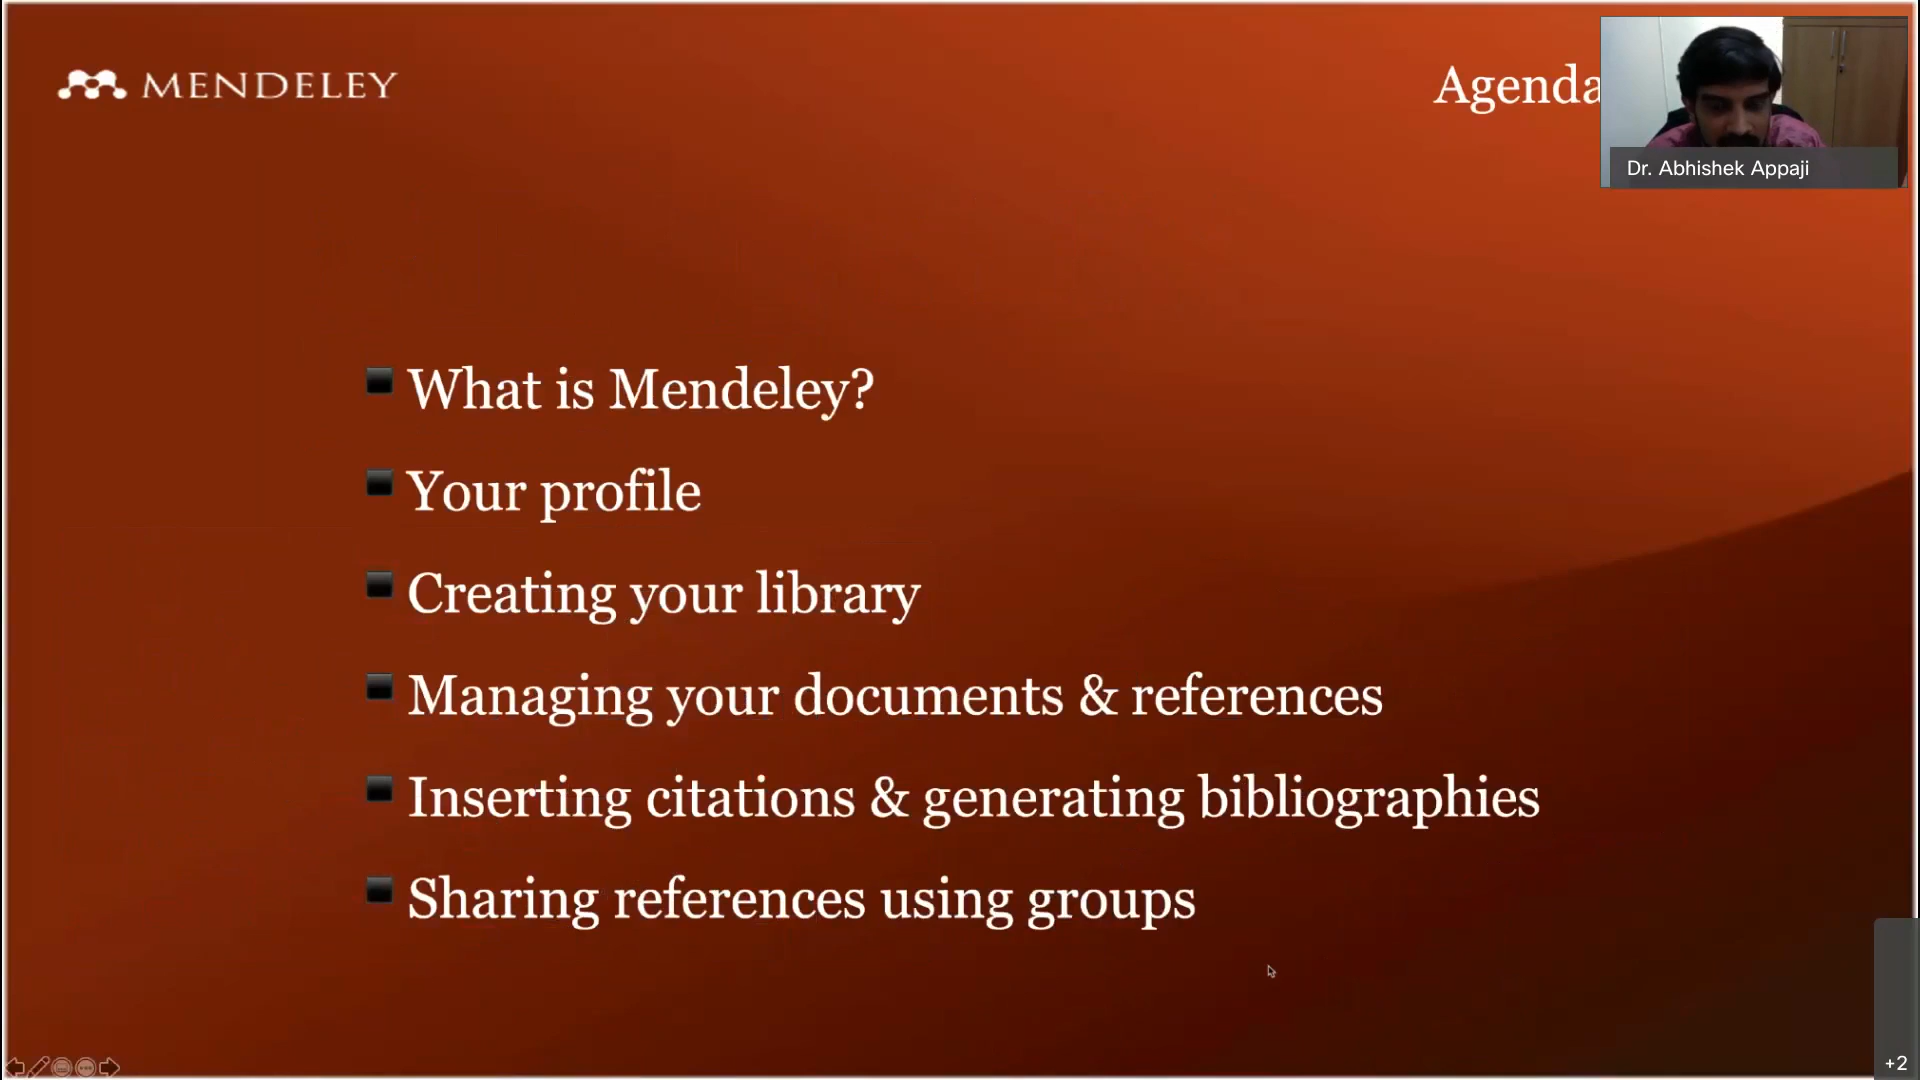 MENDELEY
Agenda
Dr. Abhishek Appaji
What is Mendeley?
Your profile
Creating your library
Managing your documents & references
Inserting citations & generating bibliographies
Sharing references using groups
+2